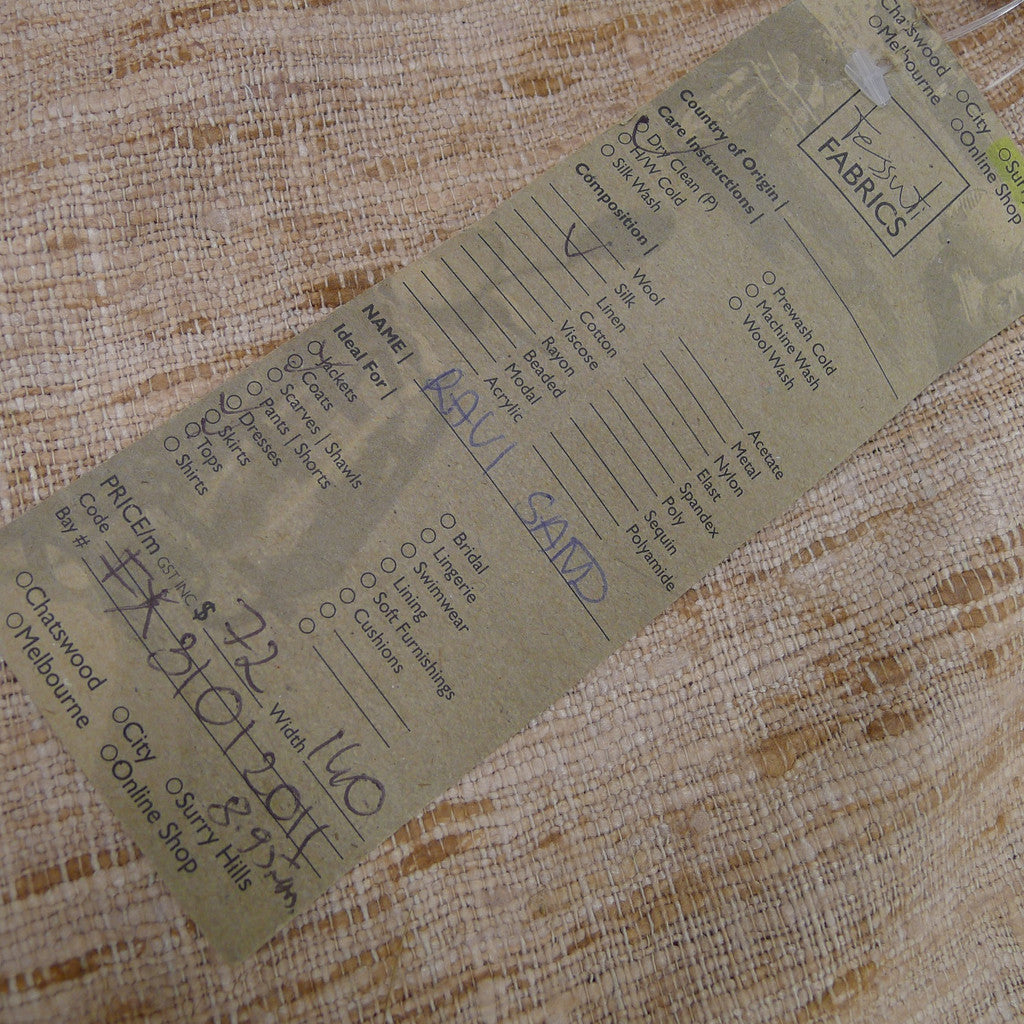 Chatswood
Melbourne
City
Online Shop
tessuti
FABRICS
Country of Origin |
Care Instructions |
Dry Clean (P)
H/W Cold
Silk Wash
Prewash Cold
Machine Wash
Wool Wash
Composition |
Wool
Silk
Linen
Cotton
Viscose
Rayon
Beaded
Modal
Acrylic
Acetate
Metal
Nylon
Elast
Spandex
Poly
Sequin
Polyamide
NAME | RAVI SAND
Ideal For |
Jackets
Coats
Scarves | Shawls
Pants | Shorts
Dresses
Skirts
Tops
Shirts
Bridal
Lingerie
Swimwear
Lining
Soft Furnishings
Cushions
PRICE/m GST INC $ 72 Width 140
Code
Bay #
Chatswood
Melbourne
City
Online Shop
Surry Hills